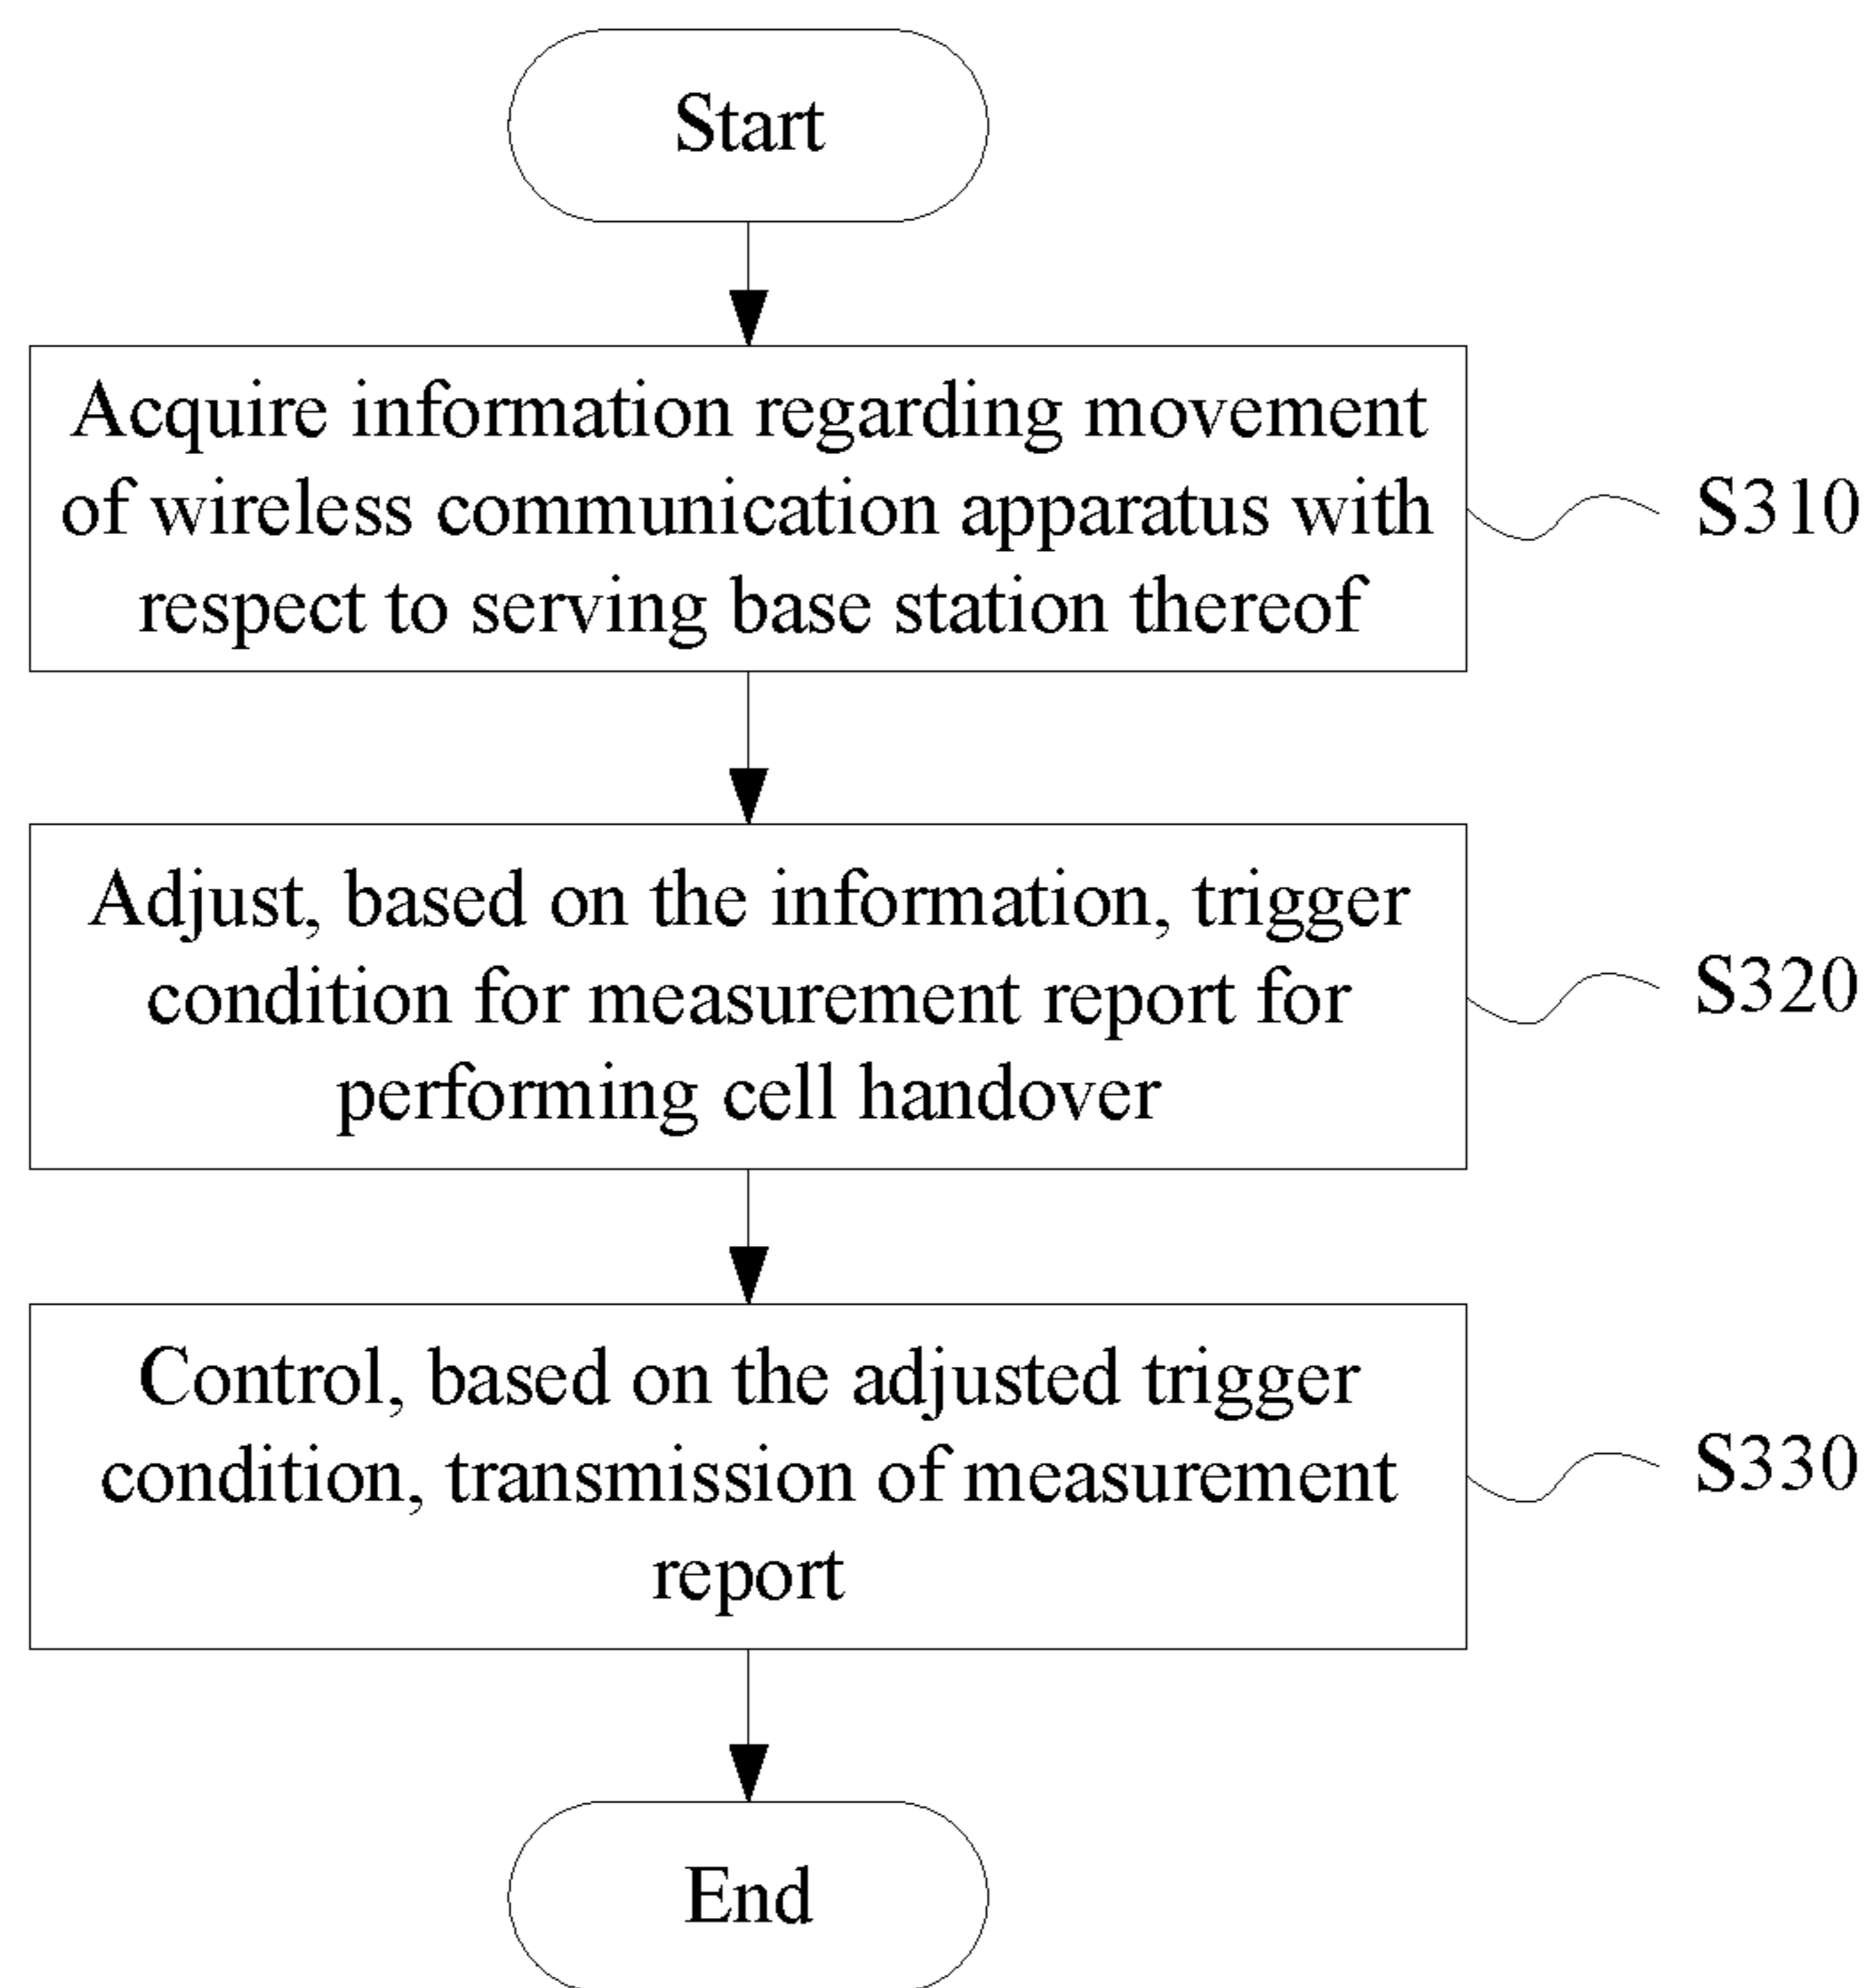 Start
Acquire information regarding movement
of wireless communication apparatus with
respect to serving base station thereof
S310
Adjust, based on the information, trigger
condition for measurement report for
performing cell handover
S320
Control, based on the adjusted trigger
condition, transmission of measurement
report
S330
End